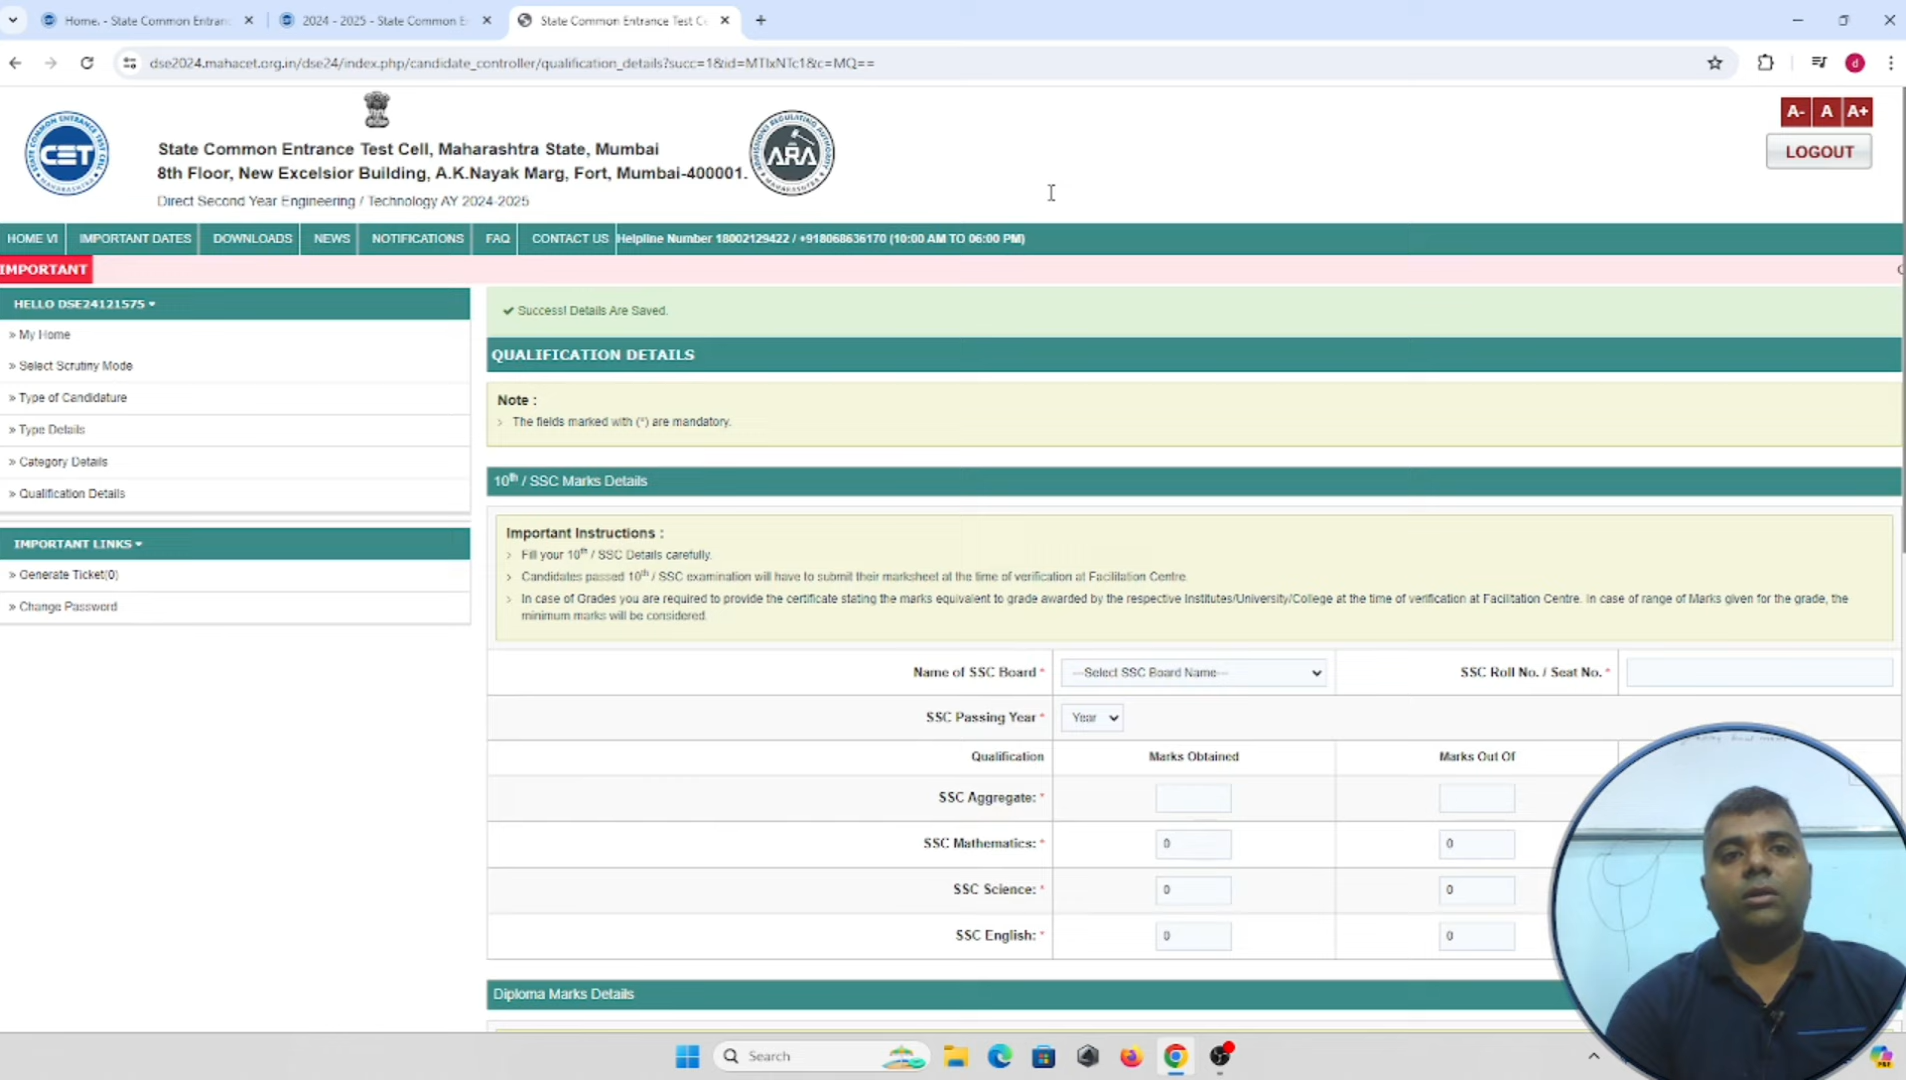 Home. - State Common Entran
2024 - 2025 - State Common E
State Common Entrance Test C
dse2024.mahacet.org.in/dse24/index.php/candidate_controller/qualification_details?succ=1&id=MTIxNTc1&c=MQ==
d
A- A A+
CET
STATE COMMON ENTRANCE TEST CELL
MAHARASHTRA
State Common Entrance Test Cell, Maharashtra State, Mumbai
8th Floor, New Excelsior Building, A.K.Nayak Marg, Fort, Mumbai-400001.
Direct Second Year Engineering / Technology AY 2024-2025
ADMISSIONS REGULATING AUTHORITY
ARA
MAHARASHTRA
LOGOUT
HOME VI IMPORTANT DATES DOWNLOADS NEWS NOTIFICATIONS FAQ CONTACT US Helpline Number 18002129422 / +918068636170 (10:00 AM TO 06:00 PM)
IMPORTANT
HELLO DSE24121575
» My Home
» Select Scrutiny Mode
» Type of Candidature
» Type Details
» Category Details
» Qualification Details
IMPORTANT LINKS
» Generate Ticket(0)
» Change Password
Success! Details Are Saved.
QUALIFICATION DETAILS
Note :
The fields marked with (*) are mandatory.
10th / SSC Marks Details
Important Instructions :
Fill your 10th / SSC Details carefully.
Candidates passed 10th / SSC examination will have to submit their marksheet at the time of verification at Facilitation Centre.
In case of Grades you are required to provide the certificate stating the marks equivalent to grade awarded by the respective Institutes/University/College at the time of verification at Facilitation Centre. In case of range of Marks given for the grade, the
minimum marks will be considered.
Name of SSC Board * ---Select SSC Board Name--- SSC Roll No. / Seat No. *
SSC Passing Year * Year
Qualification Marks Obtained Marks Out Of
SSC Aggregate: *
SSC Mathematics: * 0 0
SSC Science: * 0 0
SSC English: * 0 0
Diploma Marks Details
Search